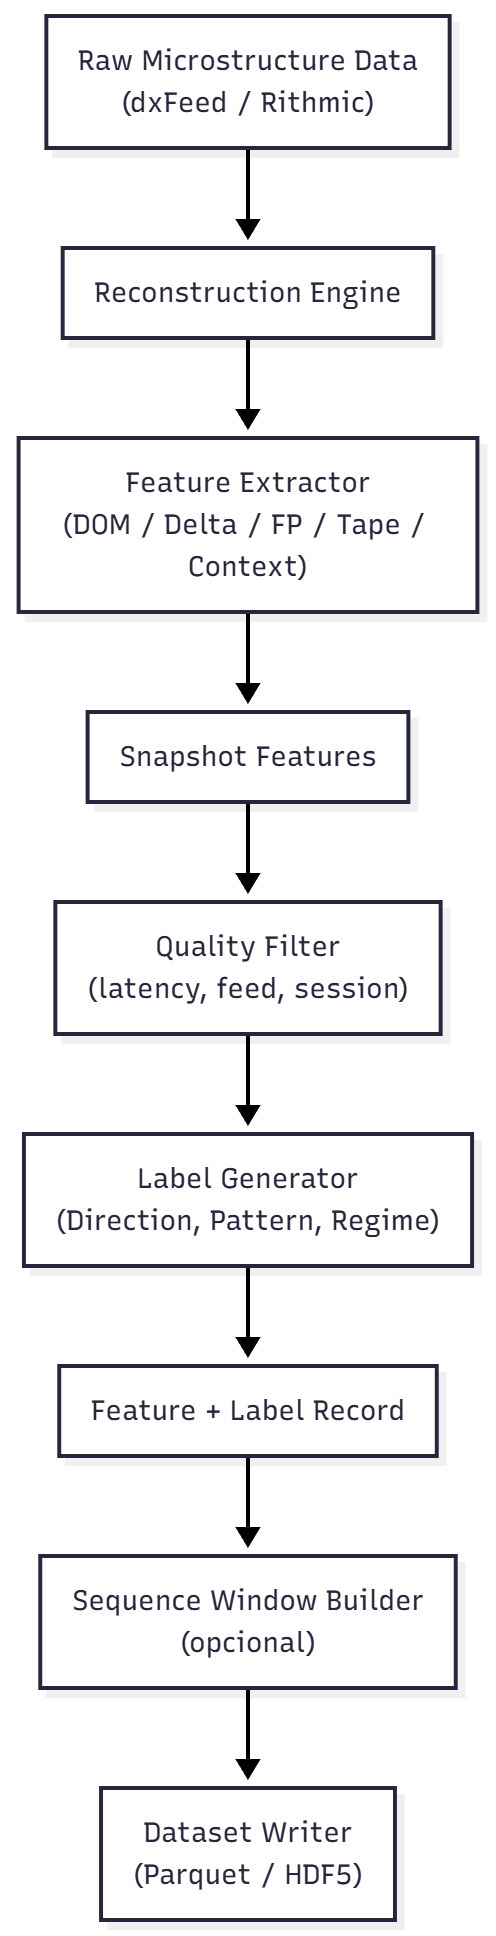 Raw Microstructure Data
(dxFeed / Rithmic)
Reconstruction Engine
Feature Extractor
(DOM / Delta / FP / Tape /
Context)
Snapshot Features
Quality Filter
(latency, feed, session)
Label Generator
(Direction, Pattern, Regime)
Feature + Label Record
Sequence Window Builder
(opcional)
Dataset Writer
(Parquet / HDF5)